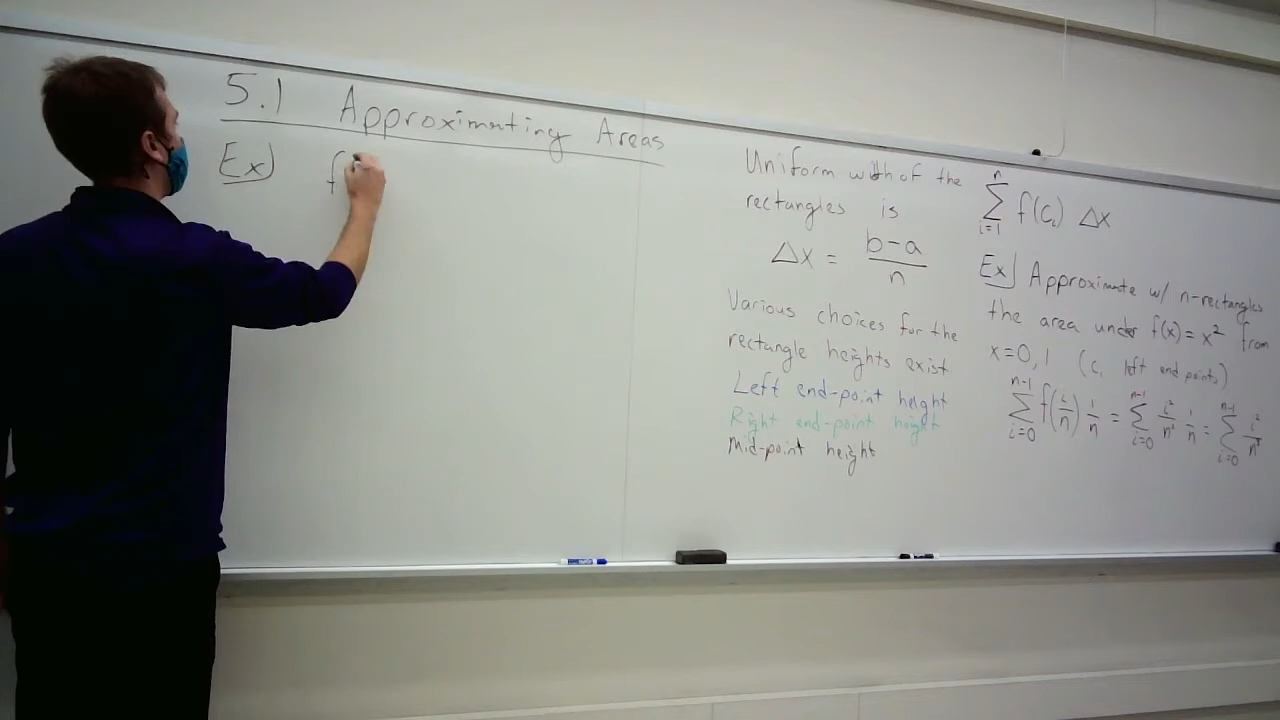 5.1 Approximating Areas
Ex) f
Uniform width of the
rectangles is
Δx = (b-a)/n
Various choices for the
rectangle heights exist
Left end-point height
Right end-point height
Mid-point height
∑_{i=1}^{n} f(c_i) Δx
Ex) Approximate w/ n-rectangles
the area under f(x) = x² from
x=0,1 (c_i left end points)
∑_{i=0}^{n-1} f(i/n) 1/n = ∑_{i=0}^{n-1} i²/n² 1/n = ∑_{i=0}^{n-1} i²/n³